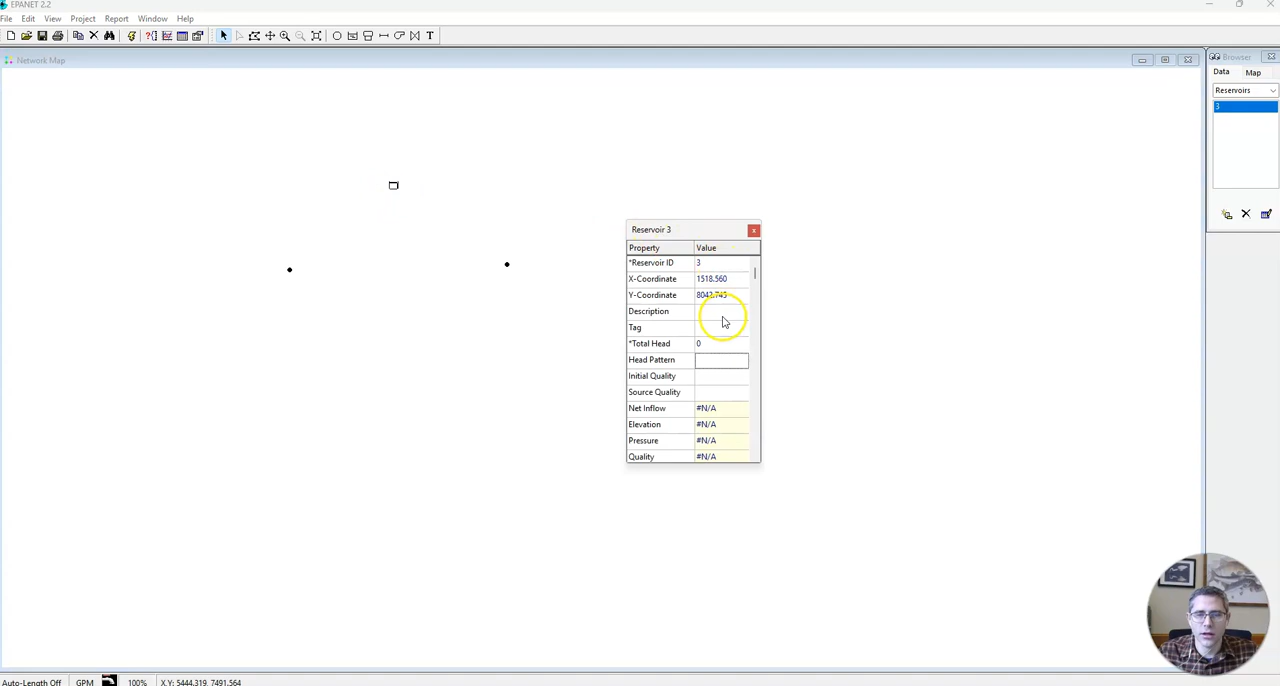 EPANET 2.2
File Edit View Project Report Window Help
T
Network Map
Browser
Data Map
Reservoirs
3
Reservoir 3
Property Value
*Reservoir ID 3
X-Coordinate 1518.560
Y-Coordinate
Description
Tag
*Total Head 0
Head Pattern
Initial Quality
Source Quality
Net Inflow #N/A
Elevation #N/A
Pressure #N/A
Quality #N/A
Auto-Length Off GPM 100% X,Y: 5444.319, 7491.564